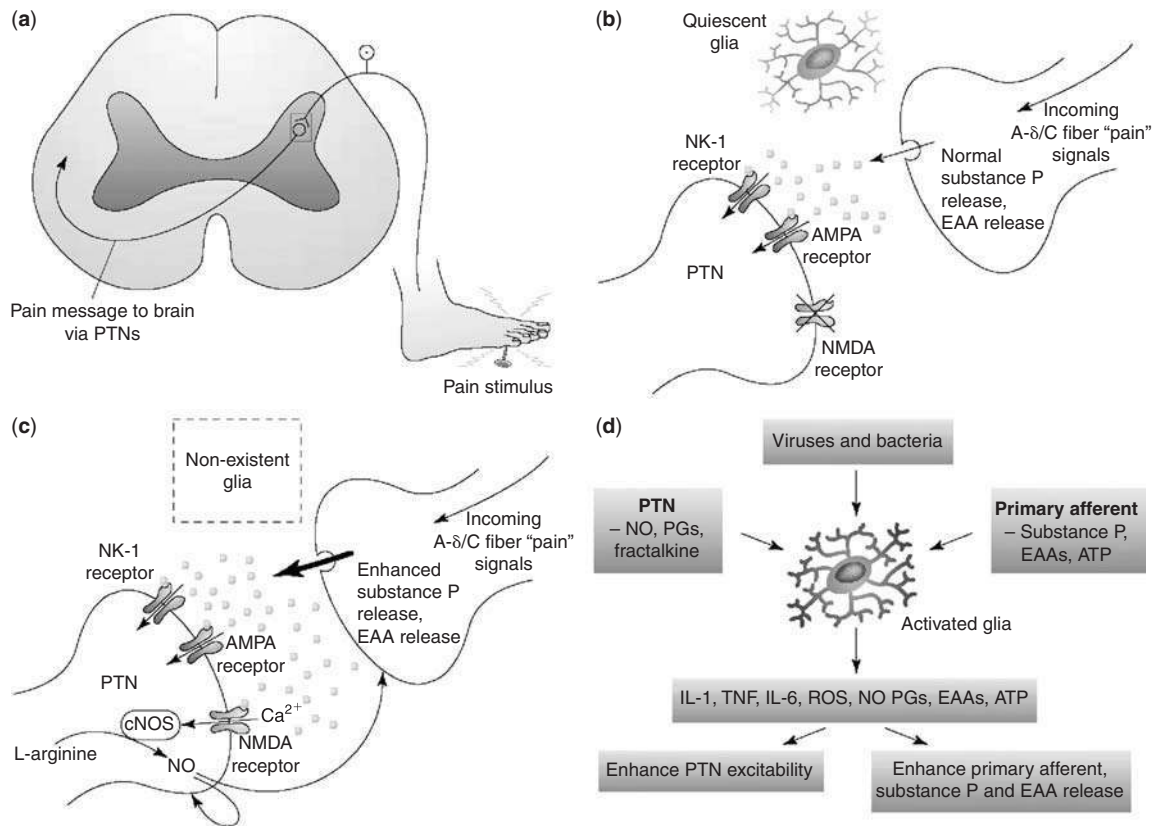 (a)
Pain message to brain
via PTNs
Pain stimulus
(b)
Quiescent
glia
Incoming
A-δ/C fiber “pain”
signals
NK-1
receptor
Normal
substance P
release,
EAA release
AMPA
receptor
PTN
NMDA
receptor
(c)
Non-existent
glia
Incoming
A-δ/C fiber “pain”
signals
NK-1
receptor
Enhanced
substance P
release,
EAA release
AMPA
receptor
PTN
cNOS
Ca2+
NMDA
receptor
L-arginine
NO
(d)
Viruses and bacteria
PTN
– NO, PGs,
fractalkine
Primary afferent
– Substance P,
EAAs, ATP
Activated glia
IL-1, TNF, IL-6, ROS, NO PGs, EAAs, ATP
Enhance PTN excitability
Enhance primary afferent,
substance P and EAA release